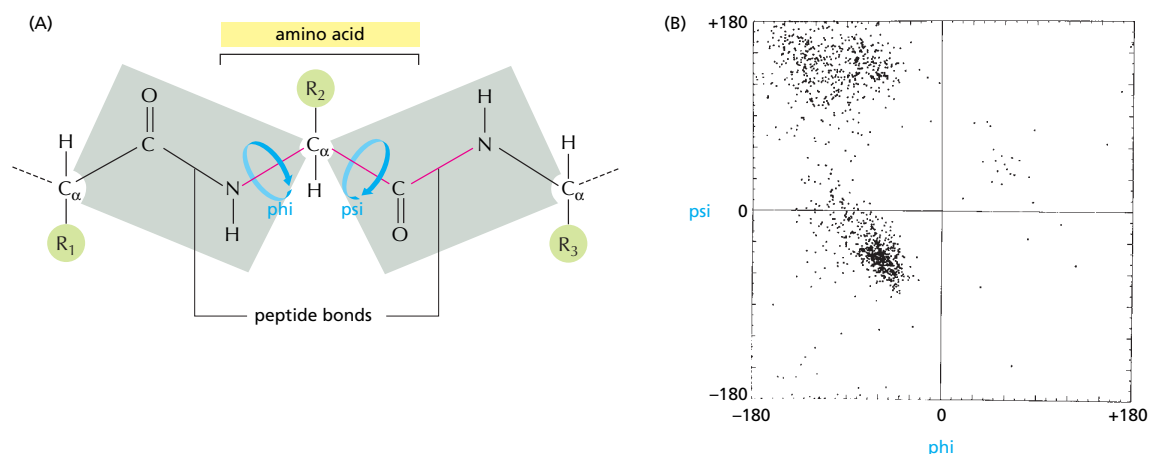 (A)
amino acid
O
H
C
N
H
Cα
R1
phi
R2
Cα
H
psi
C
O
H
N
H
Cα
R3
peptide bonds
(B)
+180
psi
0
−180
−180
0
+180
phi